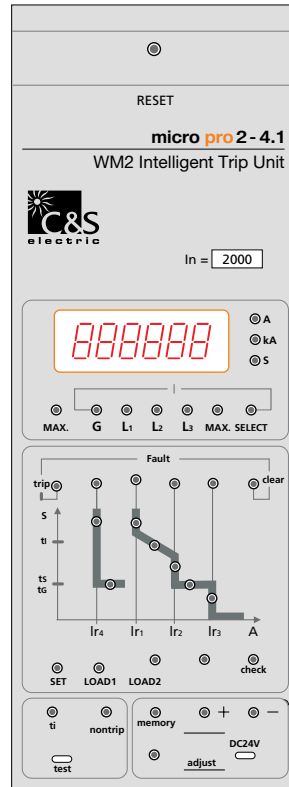 RESET
micro pro 2 - 4.1
WM2 Intelligent Trip Unit
C&S
electric
In = 2000
888888
A
kA
S
I
MAX. G L1 L2 L3 MAX. SELECT
Fault
trip clear
S
tl
tS
tG
Ir4 Ir1 Ir2 Ir3 A
SET LOAD1 LOAD2 check
ti nontrip memory + −
test adjust DC24V